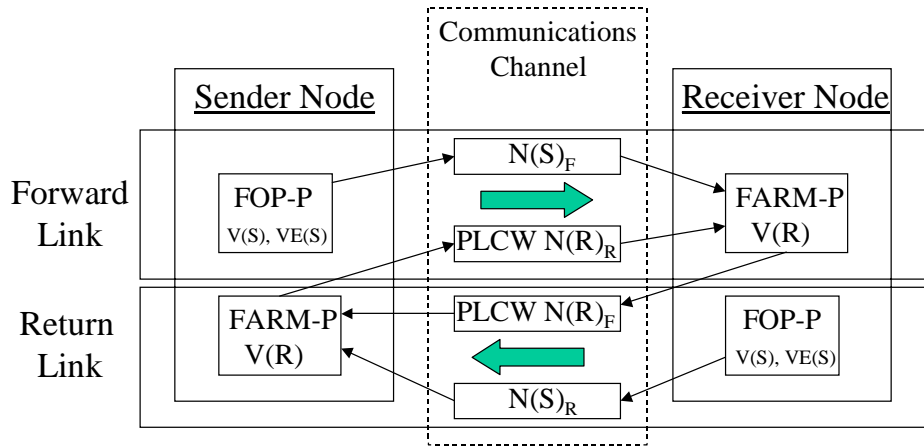 Communications
Channel
Sender Node
Receiver Node
Forward
Link
FOP-P
V(S), VE(S)
N(S)F
PLCW N(R)R
FARM-P
V(R)
Return
Link
FARM-P
V(R)
PLCW N(R)F
N(S)R
FOP-P
V(S), VE(S)